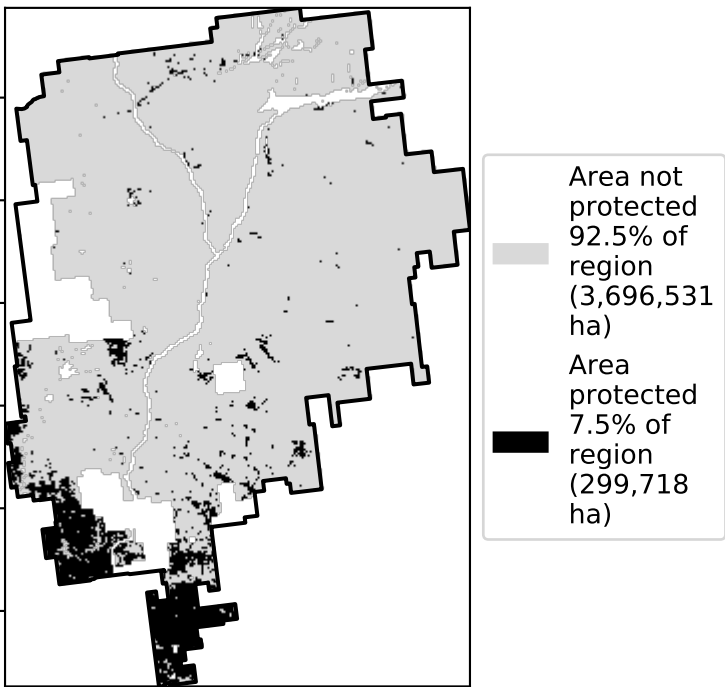 Area not
protected
92.5% of
region
(3,696,531
ha)
Area
protected
7.5% of
region
(299,718
ha)